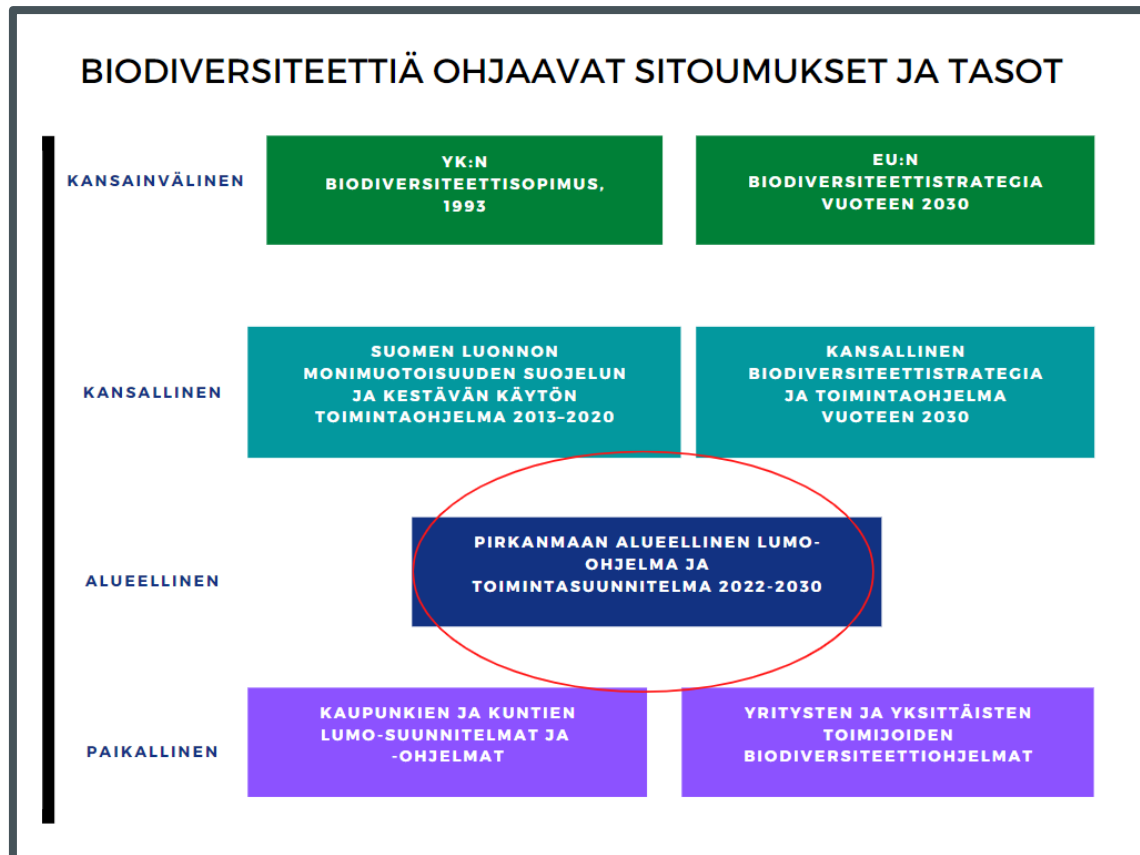 BIODIVERSITEETTIÄ OHJAAVAT SITOUMUKSET JA TASOT
KANSAINVÄLINEN
YK:N
BIODIVERSITEETTISOPIMUS,
1993
EU:N
BIODIVERSITEETTISTRATEGIA
VUOTEEN 2030
KANSALLINEN
SUOMEN LUONNON
MONIMUOTOISUUDEN SUOJELUN
JA KESTÄVÄN KÄYTÖN
TOIMINTAOHJELMA 2013–2020
KANSALLINEN
BIODIVERSITEETTISTRATEGIA
JA TOIMINTAOHJELMA
VUOTEEN 2030
ALUEELLINEN
PIRKANMAAN ALUEELLINEN LUMO-
OHJELMA JA
TOIMINTASUUNNITELMA 2022-2030
PAIKALLINEN
KAUPUNKIEN JA KUNTIEN
LUMO-SUUNNITELMAT JA
-OHJELMAT
YRITYSTEN JA YKSITTÄISTEN
TOIMIJOIDEN
BIODIVERSITEETTIOHJELMAT